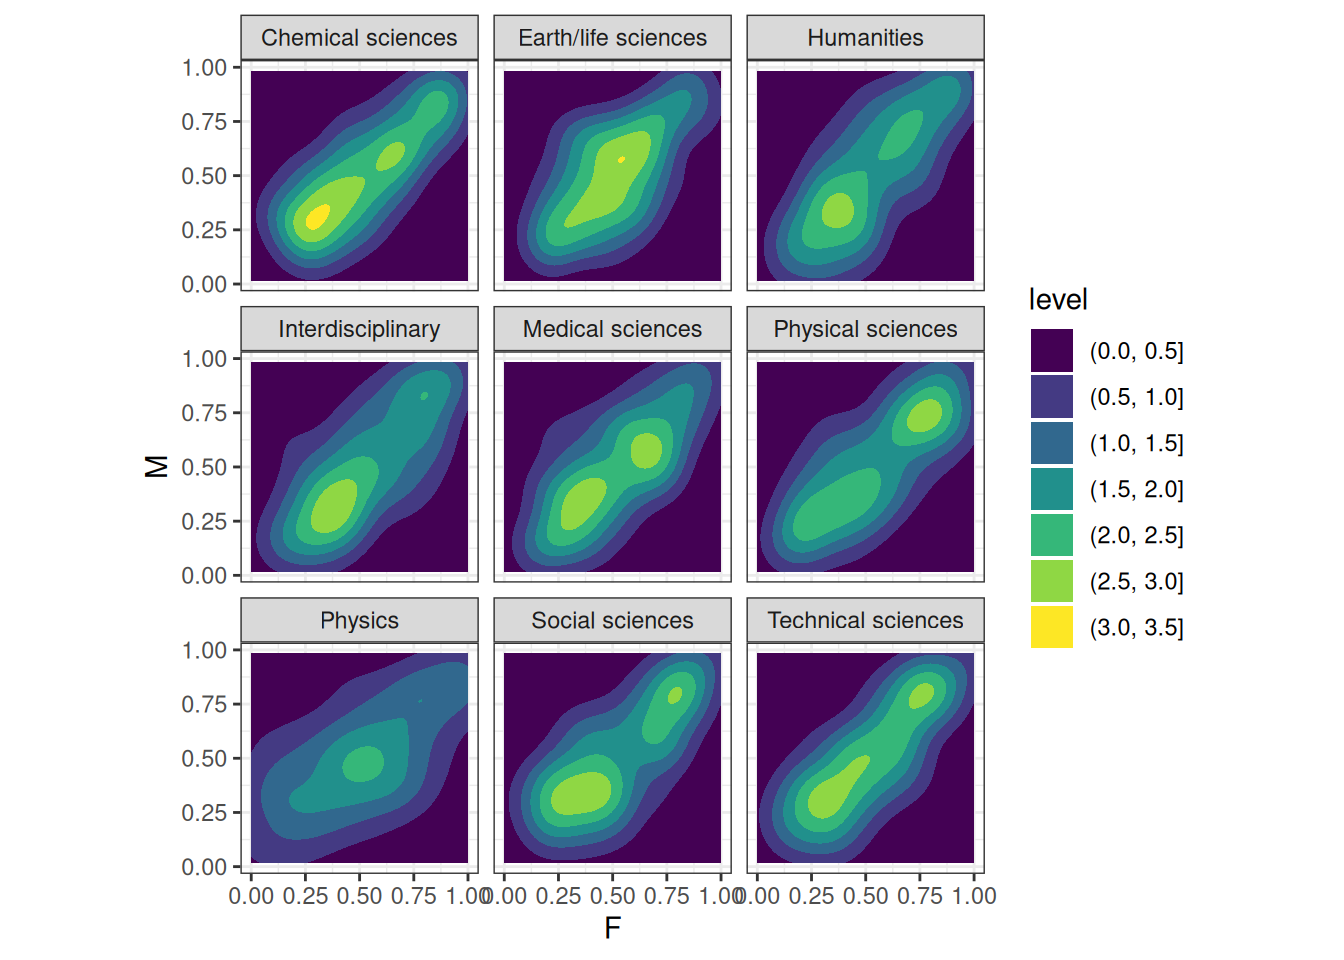 Chemical sciences
Earth/life sciences
Humanities
1.00
0.75
0.50
0.25
0.00
Interdisciplinary
Medical sciences
Physical sciences
1.00
0.75
0.50
0.25
0.00
Physics
Social sciences
Technical sciences
1.00
0.75
0.50
0.25
0.00
0.00 0.25 0.50 0.75 1.00
0.00 0.25 0.50 0.75 1.00
0.00 0.25 0.50 0.75 1.00
F
M
level
(0.0, 0.5]
(0.5, 1.0]
(1.0, 1.5]
(1.5, 2.0]
(2.0, 2.5]
(2.5, 3.0]
(3.0, 3.5]